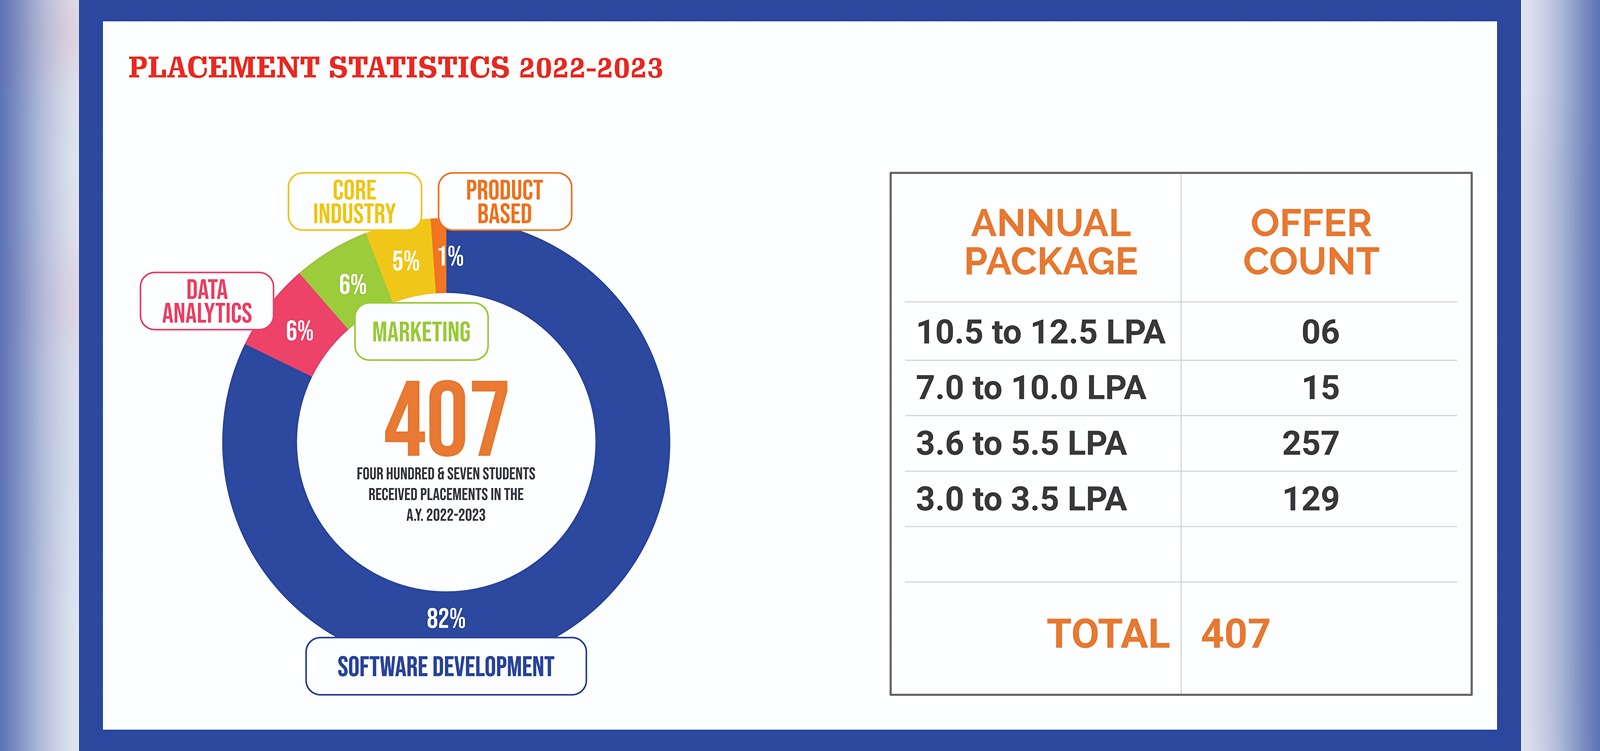 PLACEMENT STATISTICS 2022-2023
CORE
INDUSTRY
PRODUCT
BASED
5%
1%
6%
DATA
ANALYTICS
6%
MARKETING
407
FOUR HUNDRED & SEVEN STUDENTS
RECEIVED PLACEMENTS IN THE
A.Y. 2022-2023
82%
SOFTWARE DEVELOPMENT
ANNUAL
PACKAGE
OFFER
COUNT
10.5 to 12.5 LPA 06
7.0 to 10.0 LPA 15
3.6 to 5.5 LPA 257
3.0 to 3.5 LPA 129
TOTAL 407